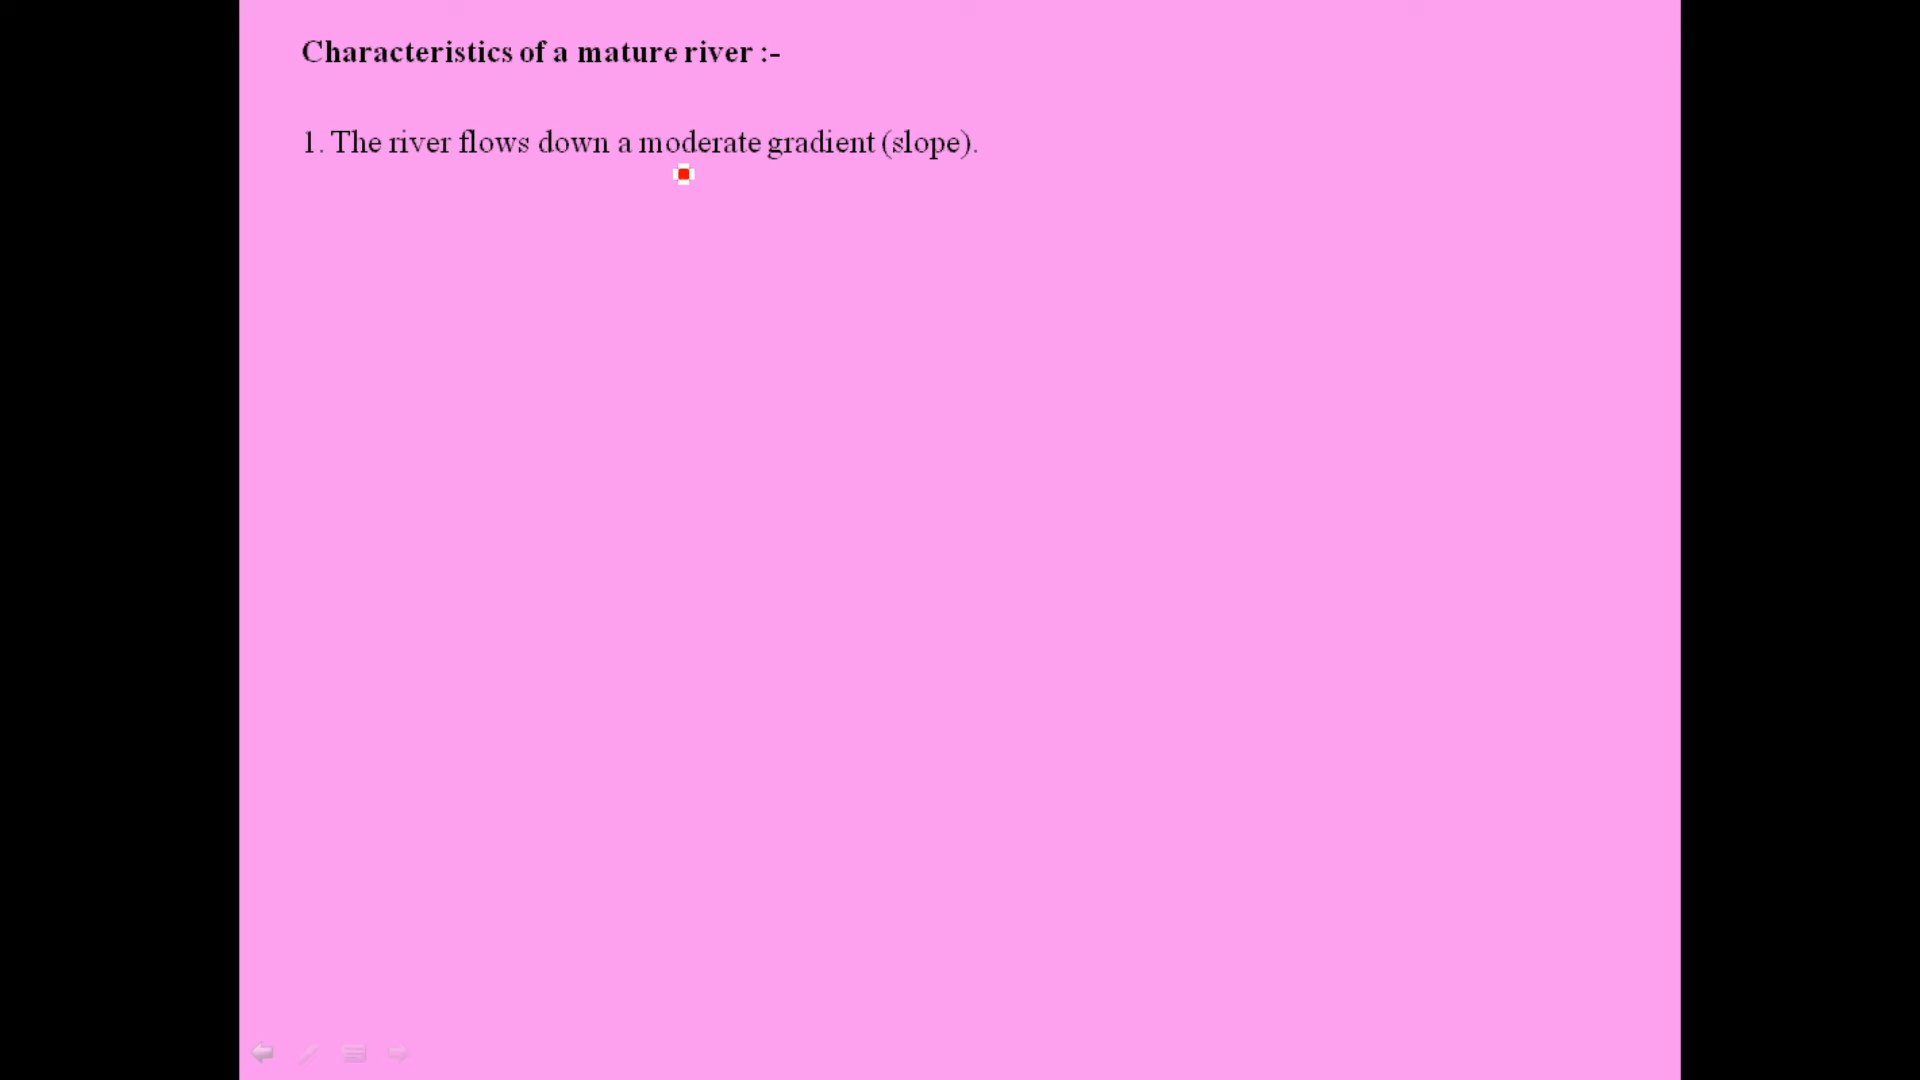 Characteristics of a mature river :-
1. The river flows down a moderate gradient (slope).